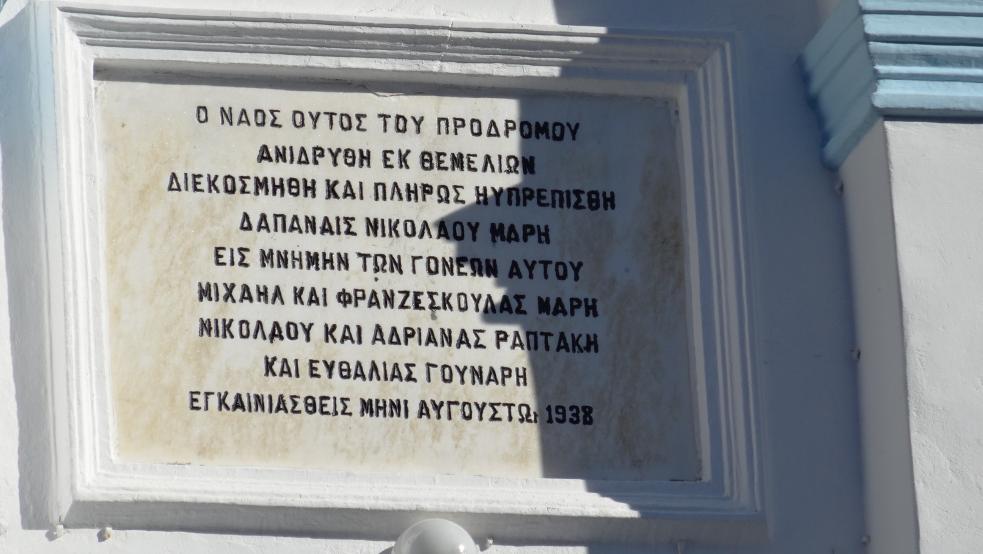 Ο ΝΑΟΣ ΟΥΤΟΣ ΤΟΥ ΠΡΟΔΡΟΜΟΥ
ΑΝΙΔΡΥΘΗ ΕΚ ΘΕΜΕΛΙΩΝ
ΔΙΕΚΟΣΜΗΘΗ ΚΑΙ ΠΛΗΡΩΣ ΗΥΠΡΕΠΙΣΘΗ
ΔΑΠΑΝΑΙΣ ΝΙΚΟΛΑΟΥ ΜΑΡΗ
ΕΙΣ ΜΝΗΜΗΝ ΤΩΝ ΓΟΝΕΩΝ ΑΥΤΟΥ
ΜΙΧΑΗΛ ΚΑΙ ΦΡΑΝΖΕΣΚΟΥΛΑΣ ΜΑΡΗ
ΝΙΚΟΛΑΟΥ ΚΑΙ ΑΔΡΙΑΝΑΣ ΡΑΠΤΑΚΗ
ΚΑΙ ΕΥΘΑΛΙΑΣ ΓΟΥΝΑΡΗ
ΕΓΚΑΙΝΙΑΣΘΕΙΣ ΜΗΝΙ ΑΥΓΟΥΣΤΩι 1938